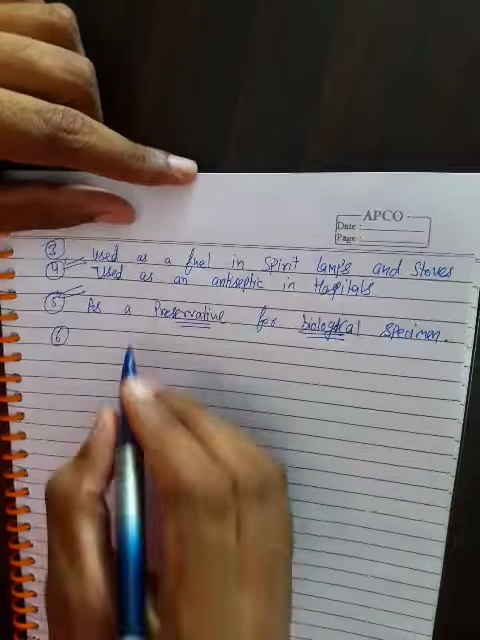 APCO
Date :
Page :
③ Used as a fuel in Spirit lamp's and Stoves
④ Used as an antiseptic in Hospitals
⑤ As a Preservative for biological Specimen.
⑥